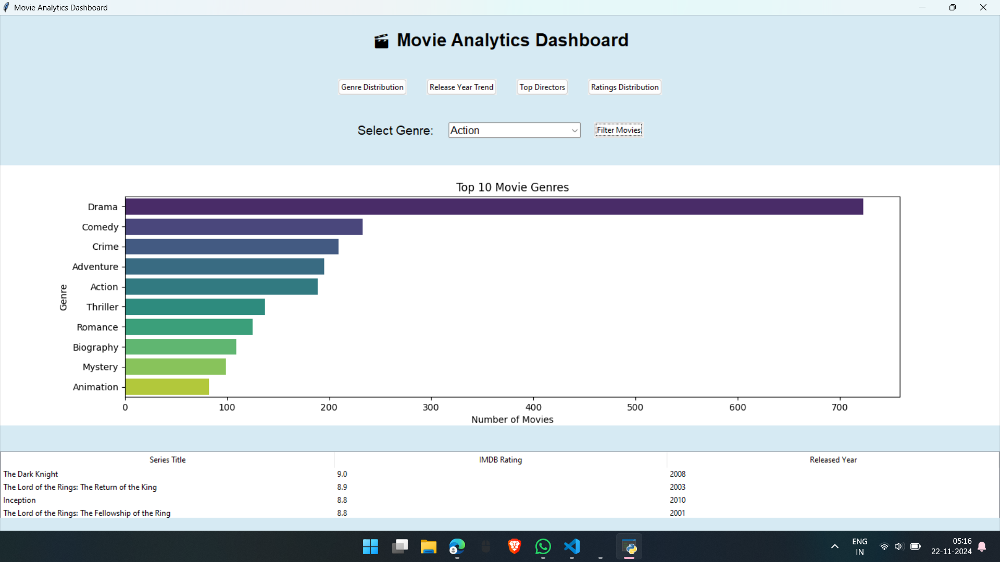 Movie Analytics Dashboard
Movie Analytics Dashboard
Genre Distribution Release Year Trend Top Directors Ratings Distribution
Select Genre: Action Filter Movies
Top 10 Movie Genres
Genre
Drama
Comedy
Crime
Adventure
Action
Thriller
Romance
Biography
Mystery
Animation
0 100 200 300 400 500 600 700
Number of Movies
Series Title IMDB Rating Released Year
The Dark Knight 9.0 2008
The Lord of the Rings: The Return of the King 8.9 2003
Inception 8.8 2010
The Lord of the Rings: The Fellowship of the Ring 8.8 2001
ENG 05:16
IN 22-11-2024